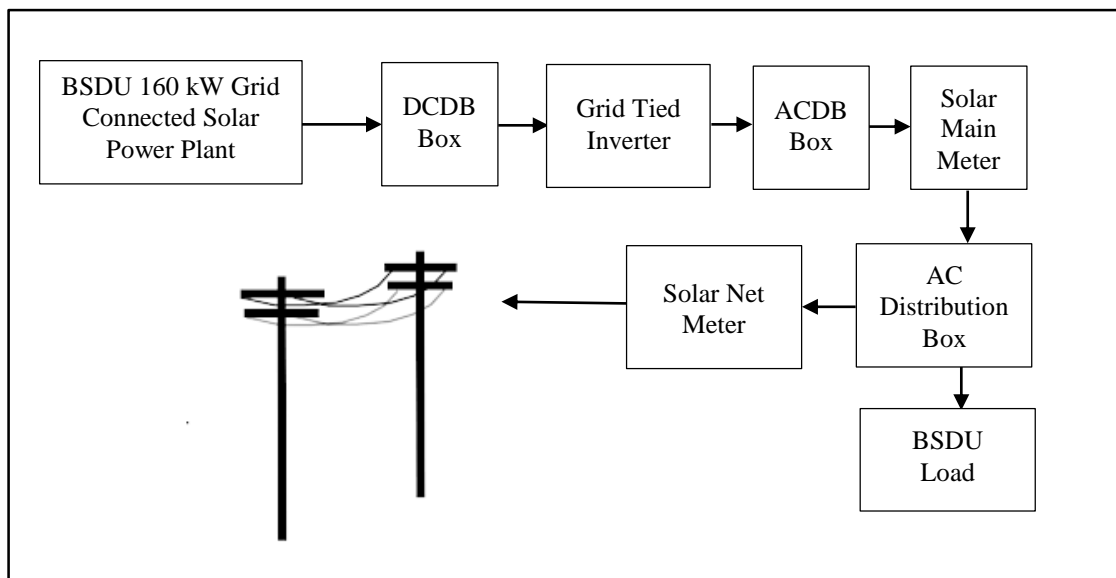 BSDU 160 kW Grid
Connected Solar
Power Plant
DCDB
Box
Grid Tied
Inverter
ACDB
Box
Solar
Main
Meter
AC
Distribution
Box
Solar Net
Meter
BSDU
Load